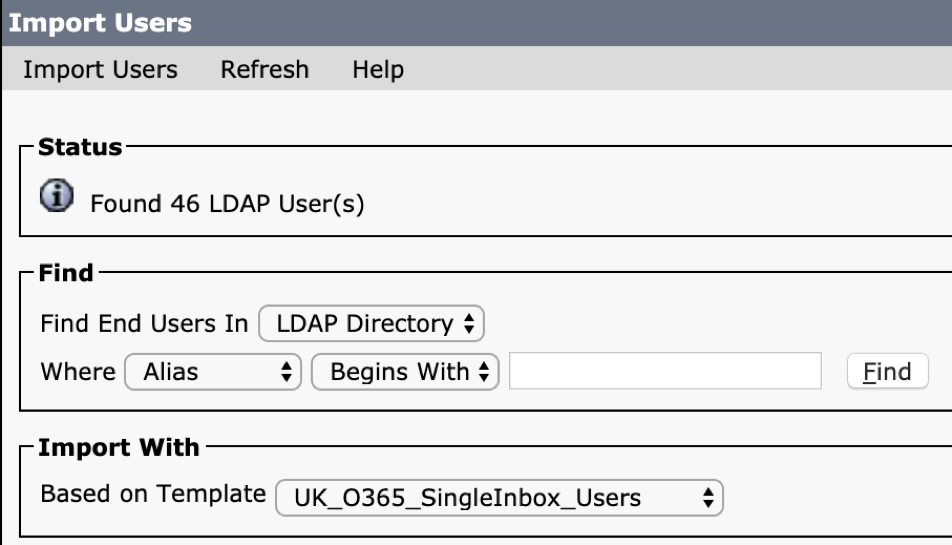 Import Users
Import Users Refresh Help
Status
Found 46 LDAP User(s)
Find
Find End Users In LDAP Directory
Where Alias Begins With Find
Import With
Based on Template UK_O365_SingleInbox_Users